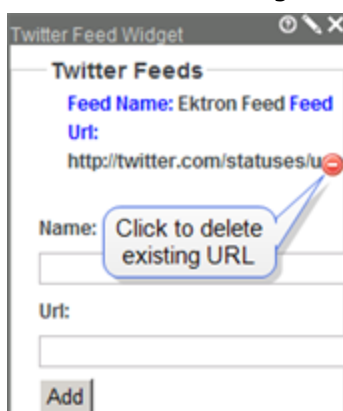 Twitter Feed Widget
Twitter Feeds
Feed Name: Ektron Feed Feed
Url:
http://twitter.com/statuses/u
Name:
Click to delete
existing URL
Url:
Add